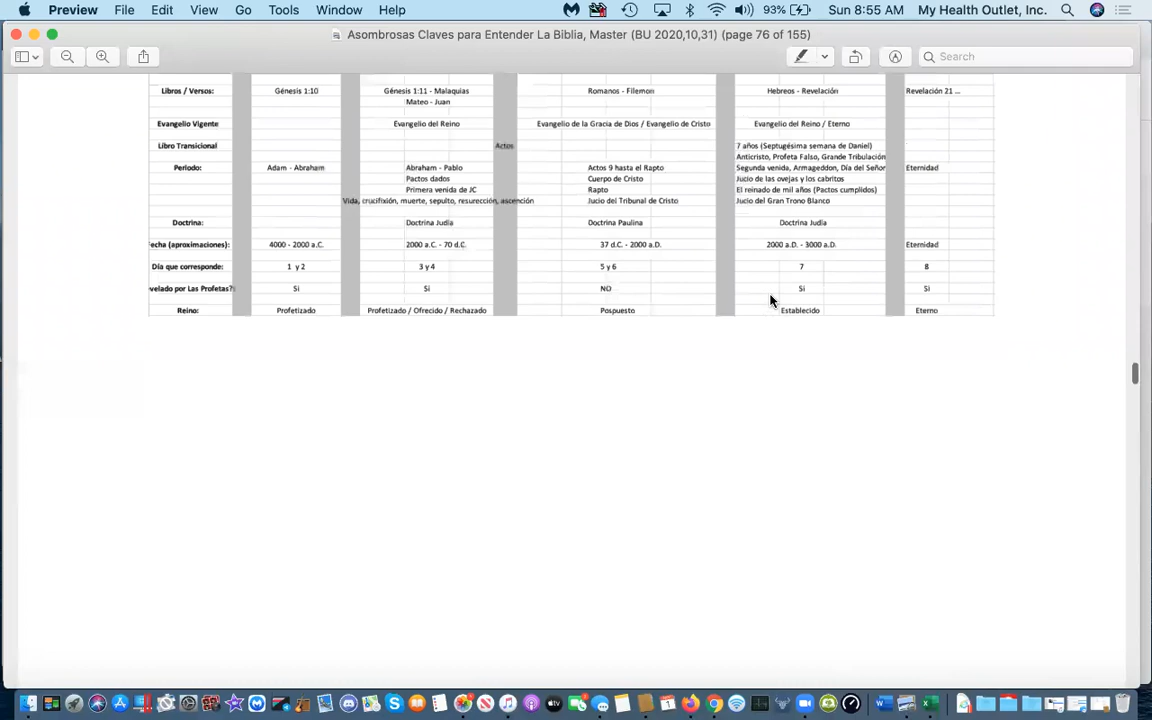 Preview File Edit View Go Tools Window Help 93% Sun 8:55 AM My Health Outlet, Inc.
Asombrosas Claves para Entender La Biblia, Master (BU 2020,10,31) (page 76 of 155)
Search
Libros / Versos: Génesis 1:10 Génesis 1:11 - Malaquias Romanos - Filemon Hebreos - Revelación Revelación 21 ...
Mateo - Juan
Evangelio Vigente Evangelio del Reino Evangelio de la Gracia de Dios / Evangelio de Cristo Evangelio del Reino / Eterno
Libro Transicional Actos 7 años (Septugésima semana de Daniel)
Anticristo, Profeta Falso, Grande Tribulación
Periodo: Adam - Abraham Abraham - Pablo Actos 9 hasta el Rapto Segunda venida, Armageddon, Día del Señor Eternidad
Pactos dados Cuerpo de Cristo Jucio de las ovejas y los cabritos
Primera venida de JC Rapto El reinado de mil años (Pactos cumplidos)
Vida, crucifixión, muerte, sepulto, resurección, ascención Jucio del Tribunal de Cristo Jucio del Gran Trono Blanco
Doctrina: Doctrina Judía Doctrina Paulina Doctrina Judía
echa (aproximaciones): 4000 - 2000 a.C. 2000 a.C. - 70 d.C. 37 d.C. - 2000 a.D. 2000 a.D. - 3000 a.D. Eternidad
Día que corresponde: 1 y 2 3 y 4 5 y 6 7 8
velado por Las Profetas? Si Si NO Si Si
Reino: Profetizado Profetizado / Ofrecido / Rechazado Pospuesto Establecido Eterno